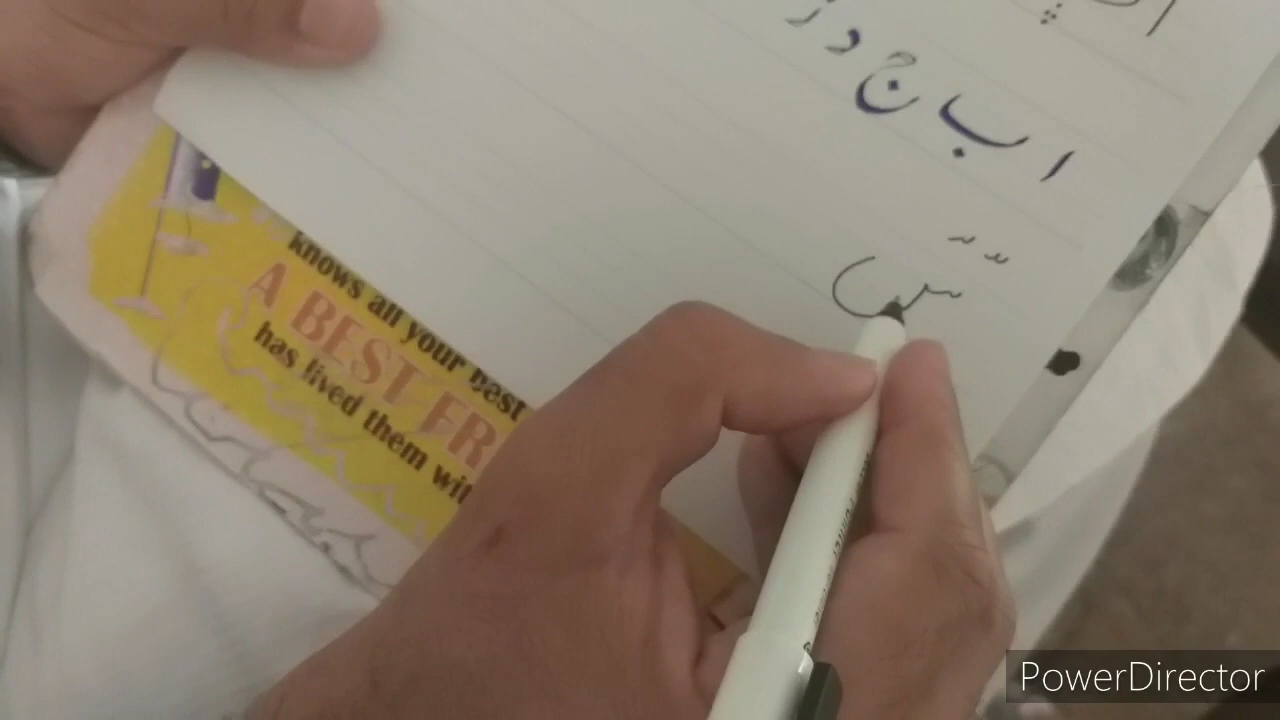 ا ب ج د ر
س
knows all your best
A BEST FR
has lived them wit
PowerDirector